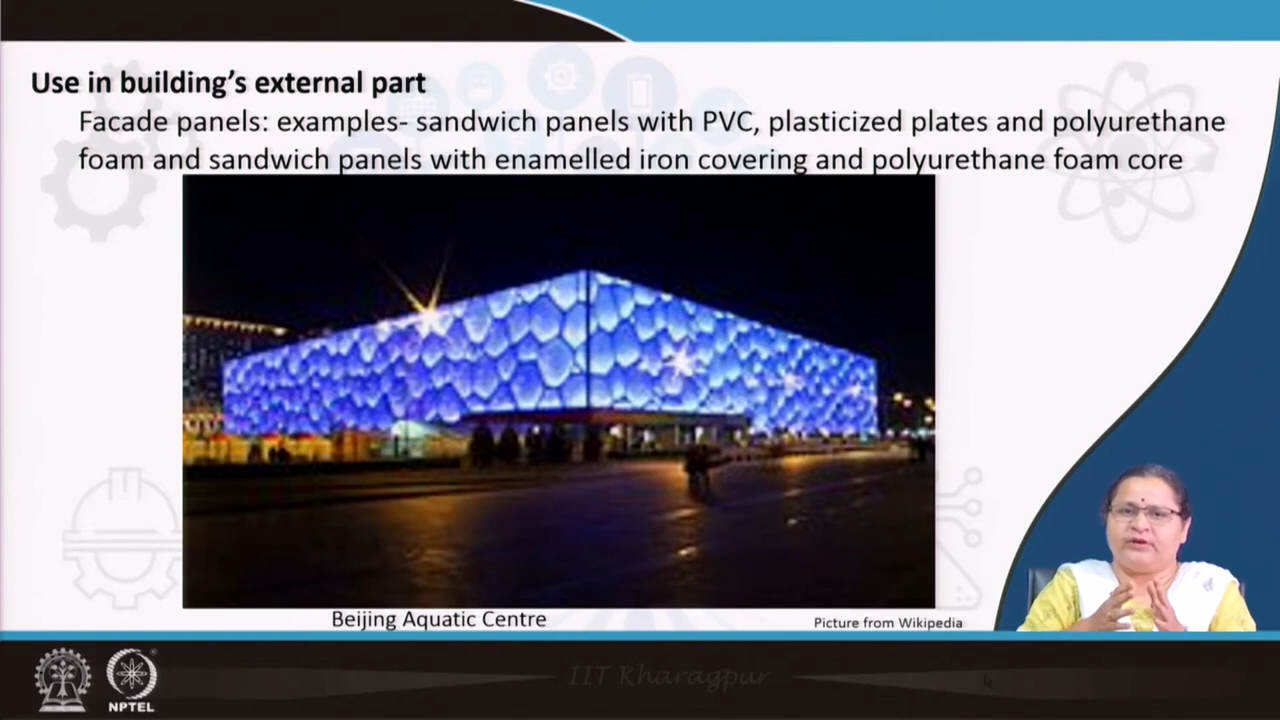 Use in building's external part
Facade panels: examples- sandwich panels with PVC, plasticized plates and polyurethane
foam and sandwich panels with enamelled iron covering and polyurethane foam core
Beijing Aquatic Centre
Picture from Wikipedia
IIT Kharagpur
NPTEL